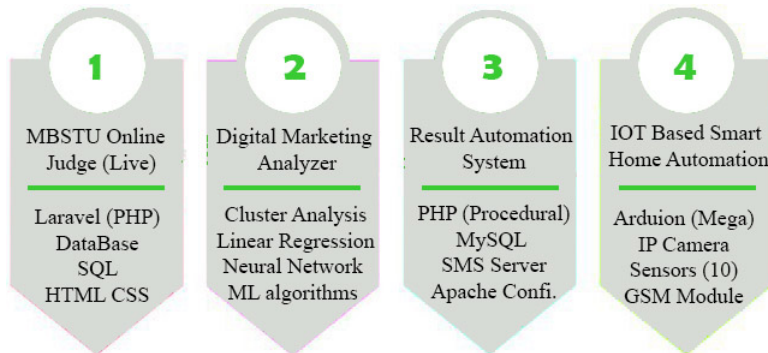 1
MBSTU Online
Judge (Live)
Laravel (PHP)
DataBase
SQL
HTML CSS
2
Digital Marketing
Analyzer
Cluster Analysis
Linear Regression
Neural Network
ML algorithms
3
Result Automation
System
PHP (Procedural)
MySQL
SMS Server
Apache Confi.
4
IOT Based Smart
Home Automation
Arduion (Mega)
IP Camera
Sensors (10)
GSM Module